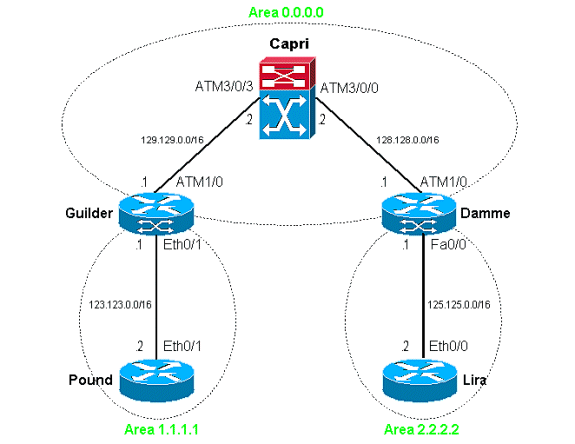 Area 0.0.0.0
Capri
ATM3/0/3
ATM3/0/0
.2
.2
129.129.0.0/16
128.128.0.0/16
.1
ATM1/0
.1
ATM1/0
Guilder
Damme
.1
Eth0/1
.1
Fa0/0
123.123.0.0/16
125.125.0.0/16
.2
Eth0/1
.2
Eth0/0
Pound
Lira
Area 1.1.1.1
Area 2.2.2.2